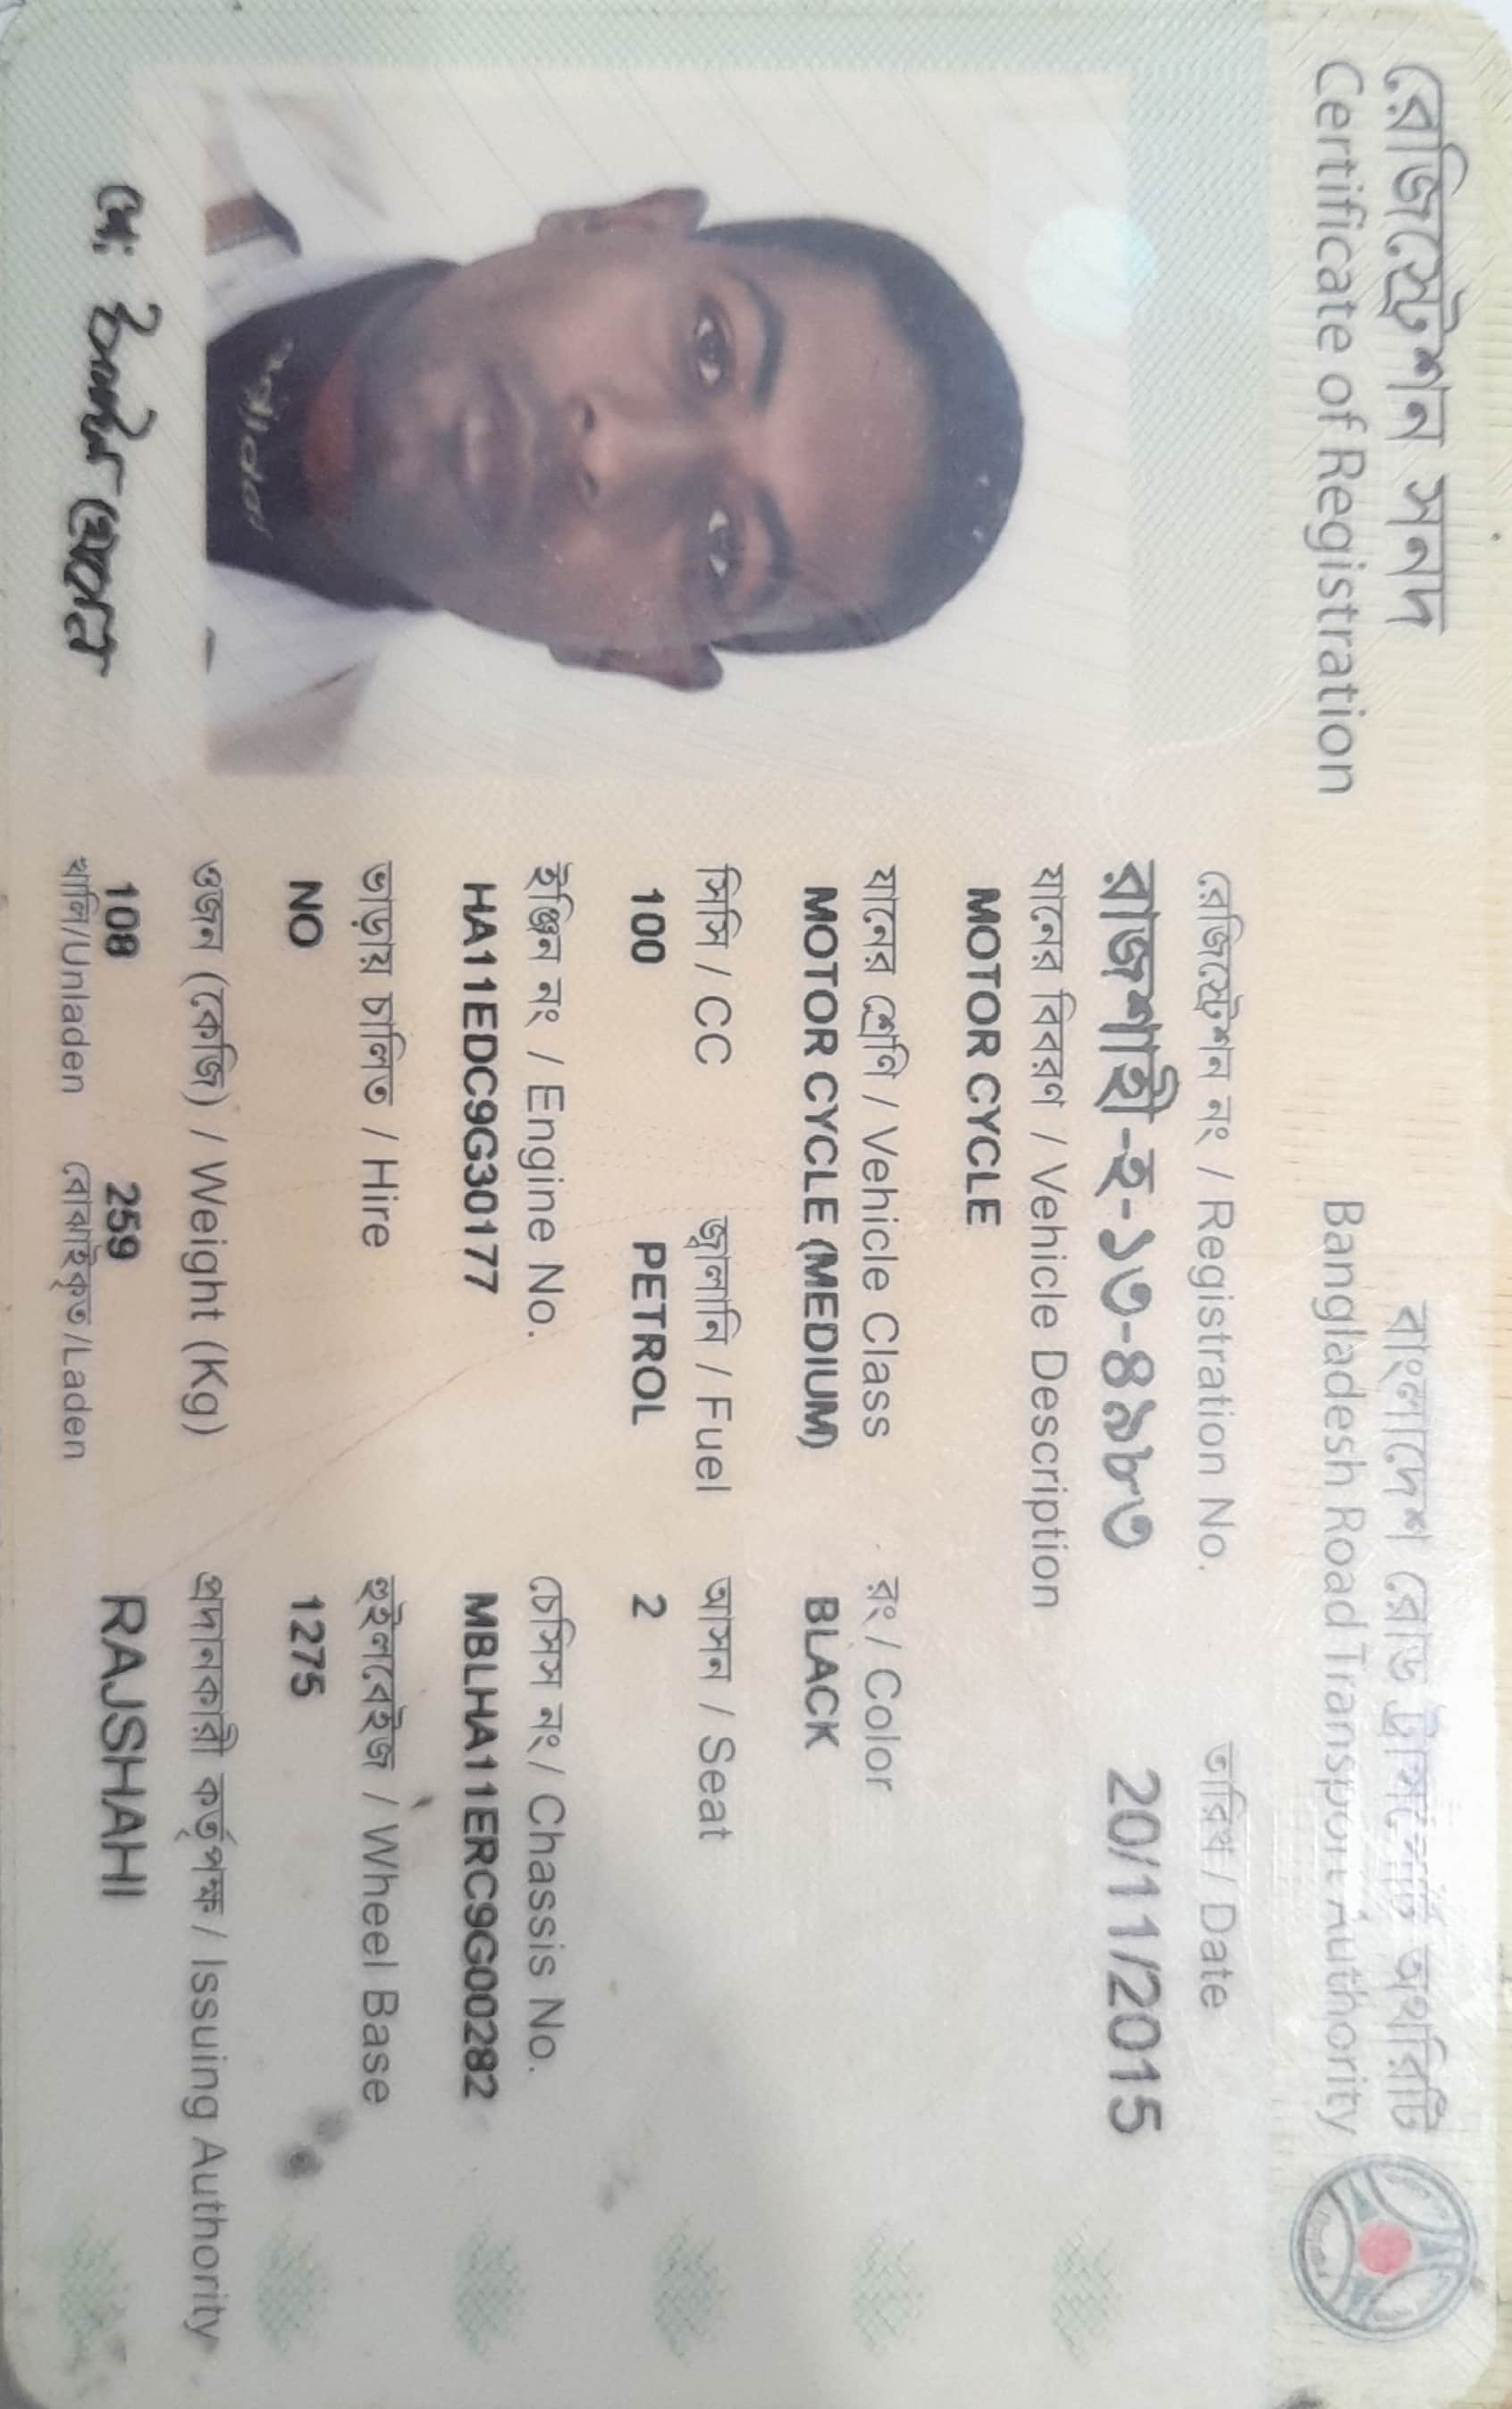 রেজিস্ট্রেশন সনদ
Certificate of Registration
বাংলাদেশ রোড ট্রান্সপোর্ট অথরিটি
Bangladesh Road Transport Authority
রেজিস্ট্রেশন নং / Registration No.
তারিখ / Date
রাজশাহী-হ-১৩-৪৯৮৩
20/11/2015
যানের বিবরণ / Vehicle Description
MOTOR CYCLE
যানের শ্রেণি / Vehicle Class
রং / Color
MOTOR CYCLE (MEDIUM)
BLACK
সিসি / CC
জ্বালানি / Fuel
আসন / Seat
100
PETROL
2
ইঞ্জিন নং / Engine No.
চেসিস নং / Chassis No.
HA11EDC9G30177
MBLHA11ERC9G00282
ভাড়ায় চালিত / Hire
হুইলবেইজ / Wheel Base
NO
1275
ওজন (কেজি) / Weight (Kg)
প্রদানকারী কর্তৃপক্ষ / Issuing Authority
108
259
RAJSHAHI
খালি/Unladen
বোঝাইকৃত/Laden
মো: